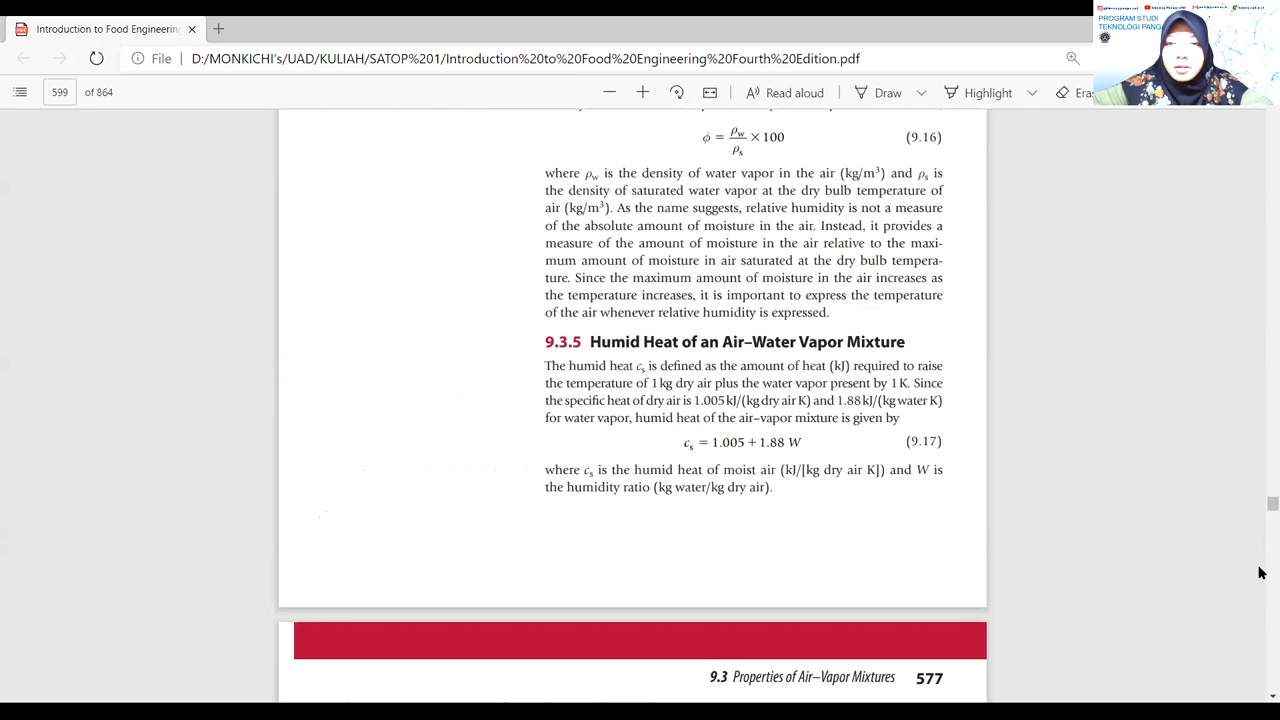 Introduction to Food Engineering
File
D:/MONKICHI's/UAD/KULIAH/SATOP%201/Introduction%20to%20Food%20Engineering%20Fourth%20Edition.pdf
PROGRAM STUDI
TEKNOLOGI PANG
599 of 864
Read aloud
Draw
Highlight
Eras
ϕ = ρw/ρs × 100 (9.16)
where ρw is the density of water vapor in the air (kg/m³) and ρs is
the density of saturated water vapor at the dry bulb temperature of
air (kg/m³). As the name suggests, relative humidity is not a measure
of the absolute amount of moisture in the air. Instead, it provides a
measure of the amount of moisture in the air relative to the maxi-
mum amount of moisture in air saturated at the dry bulb tempera-
ture. Since the maximum amount of moisture in the air increases as
the temperature increases, it is important to express the temperature
of the air whenever relative humidity is expressed.
9.3.5 Humid Heat of an Air–Water Vapor Mixture
The humid heat cs is defined as the amount of heat (kJ) required to raise
the temperature of 1 kg dry air plus the water vapor present by 1 K. Since
the specific heat of dry air is 1.005 kJ/(kg dry air K) and 1.88 kJ/(kg water K)
for water vapor, humid heat of the air–vapor mixture is given by
cs = 1.005 + 1.88 W (9.17)
where cs is the humid heat of moist air (kJ/[kg dry air K]) and W is
the humidity ratio (kg water/kg dry air).
9.3 Properties of Air–Vapor Mixtures 577